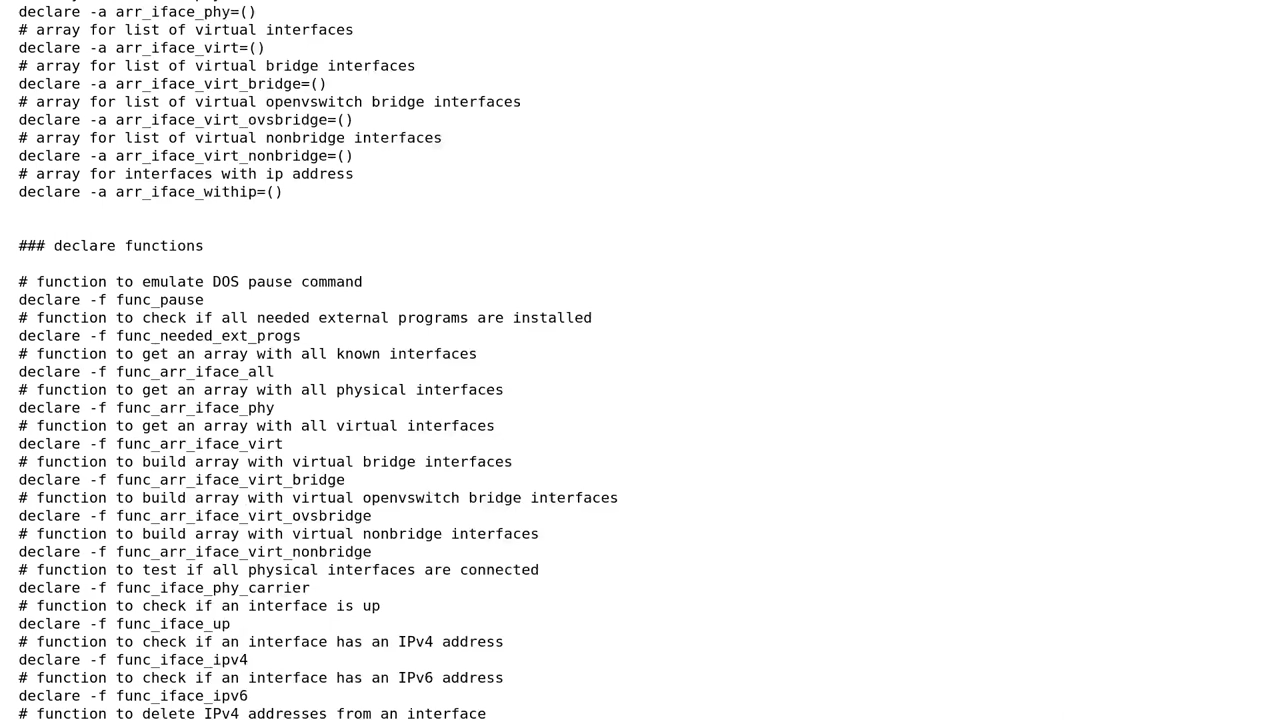 declare -a arr_iface_phy=()
# array for list of virtual interfaces
declare -a arr_iface_virt=()
# array for list of virtual bridge interfaces
declare -a arr_iface_virt_bridge=()
# array for list of virtual openvswitch bridge interfaces
declare -a arr_iface_virt_ovsbridge=()
# array for list of virtual nonbridge interfaces
declare -a arr_iface_virt_nonbridge=()
# array for interfaces with ip address
declare -a arr_iface_withip=()
### declare functions
# function to emulate DOS pause command
declare -f func_pause
# function to check if all needed external programs are installed
declare -f func_needed_ext_progs
# function to get an array with all known interfaces
declare -f func_arr_iface_all
# function to get an array with all physical interfaces
declare -f func_arr_iface_phy
# function to get an array with all virtual interfaces
declare -f func_arr_iface_virt
# function to build array with virtual bridge interfaces
declare -f func_arr_iface_virt_bridge
# function to build array with virtual openvswitch bridge interfaces
declare -f func_arr_iface_virt_ovsbridge
# function to build array with virtual nonbridge interfaces
declare -f func_arr_iface_virt_nonbridge
# function to test if all physical interfaces are connected
declare -f func_iface_phy_carrier
# function to check if an interface is up
declare -f func_iface_up
# function to check if an interface has an IPv4 address
declare -f func_iface_ipv4
# function to check if an interface has an IPv6 address
declare -f func_iface_ipv6
# function to delete IPv4 addresses from an interface